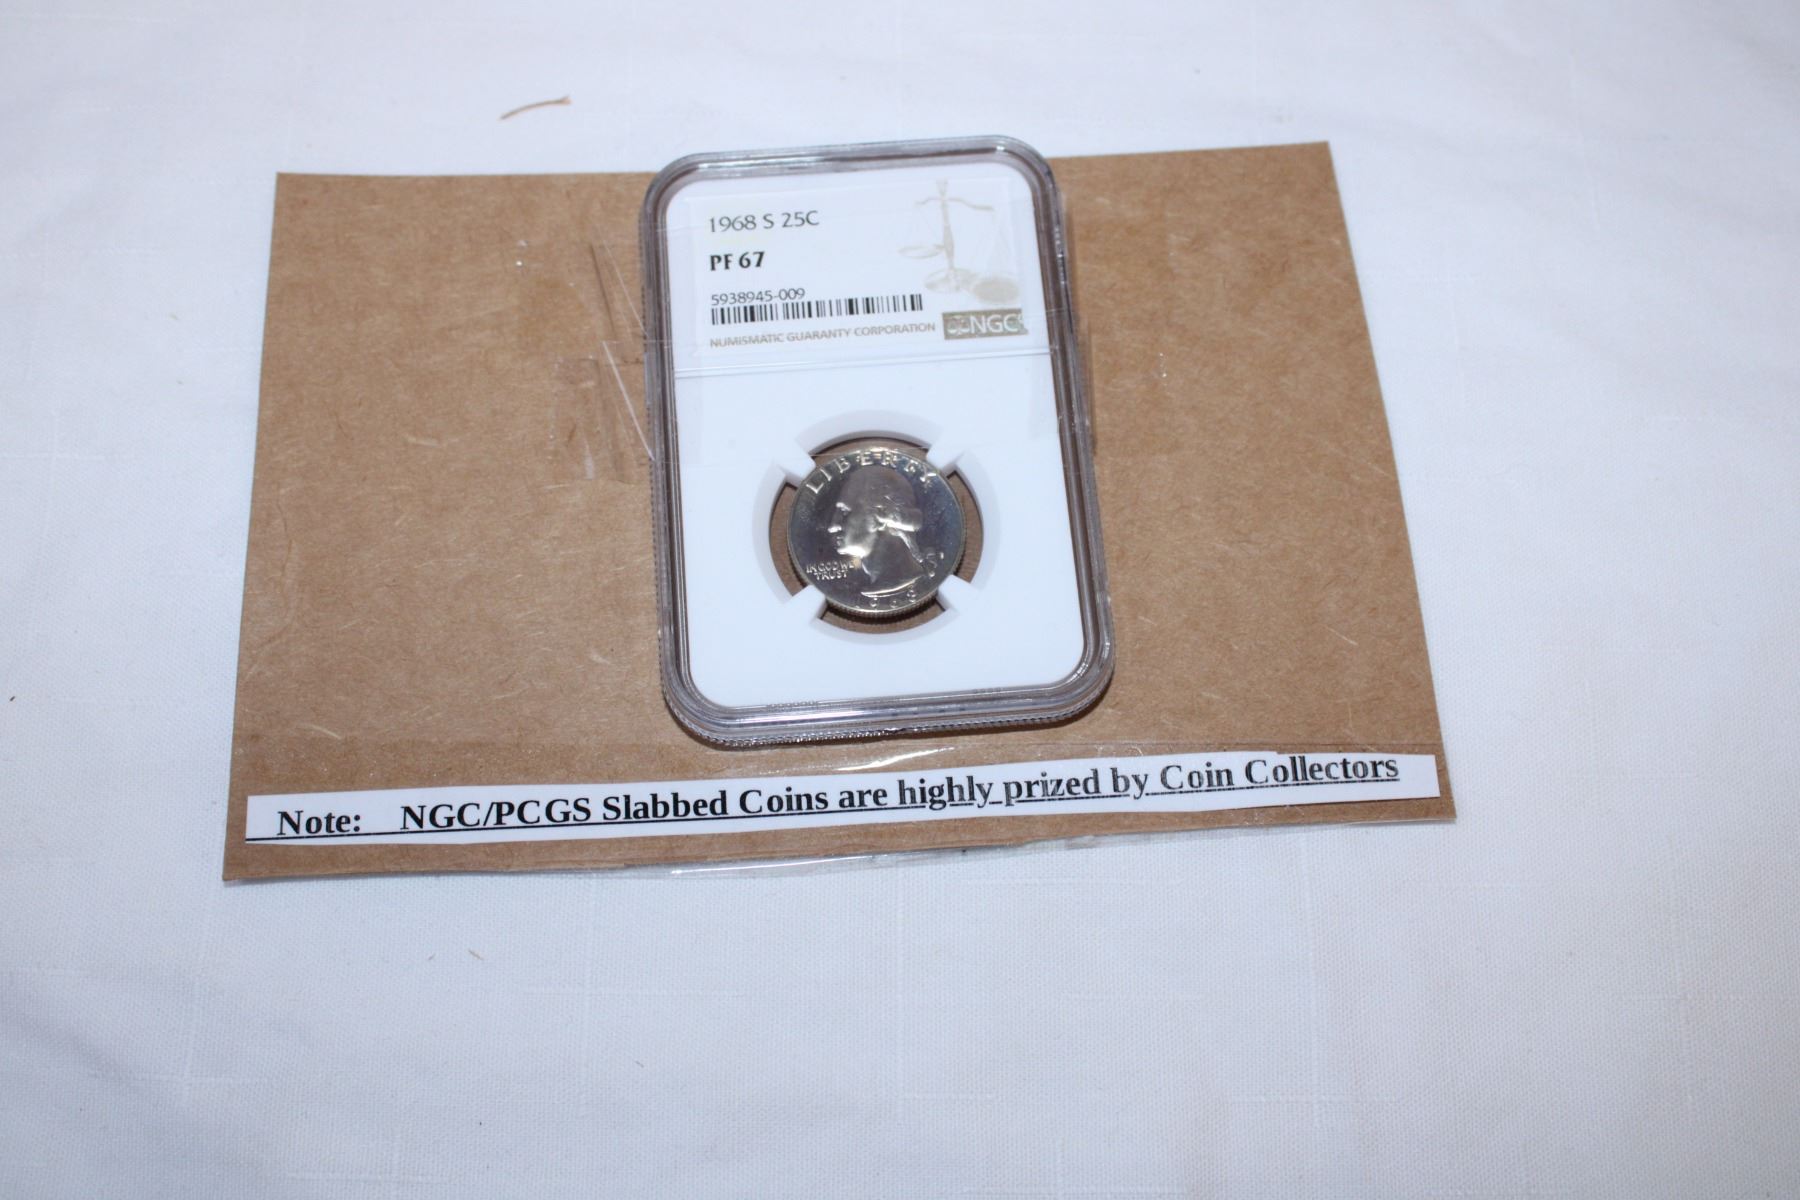 1968 S 25C
PF 67
5938945-009
NUMISMATIC GUARANTY CORPORATION
NGC
LIBERTY
IN GOD WE
TRUST
S
1968
Note: NGC/PCGS Slabbed Coins are highly prized by Coin Collectors